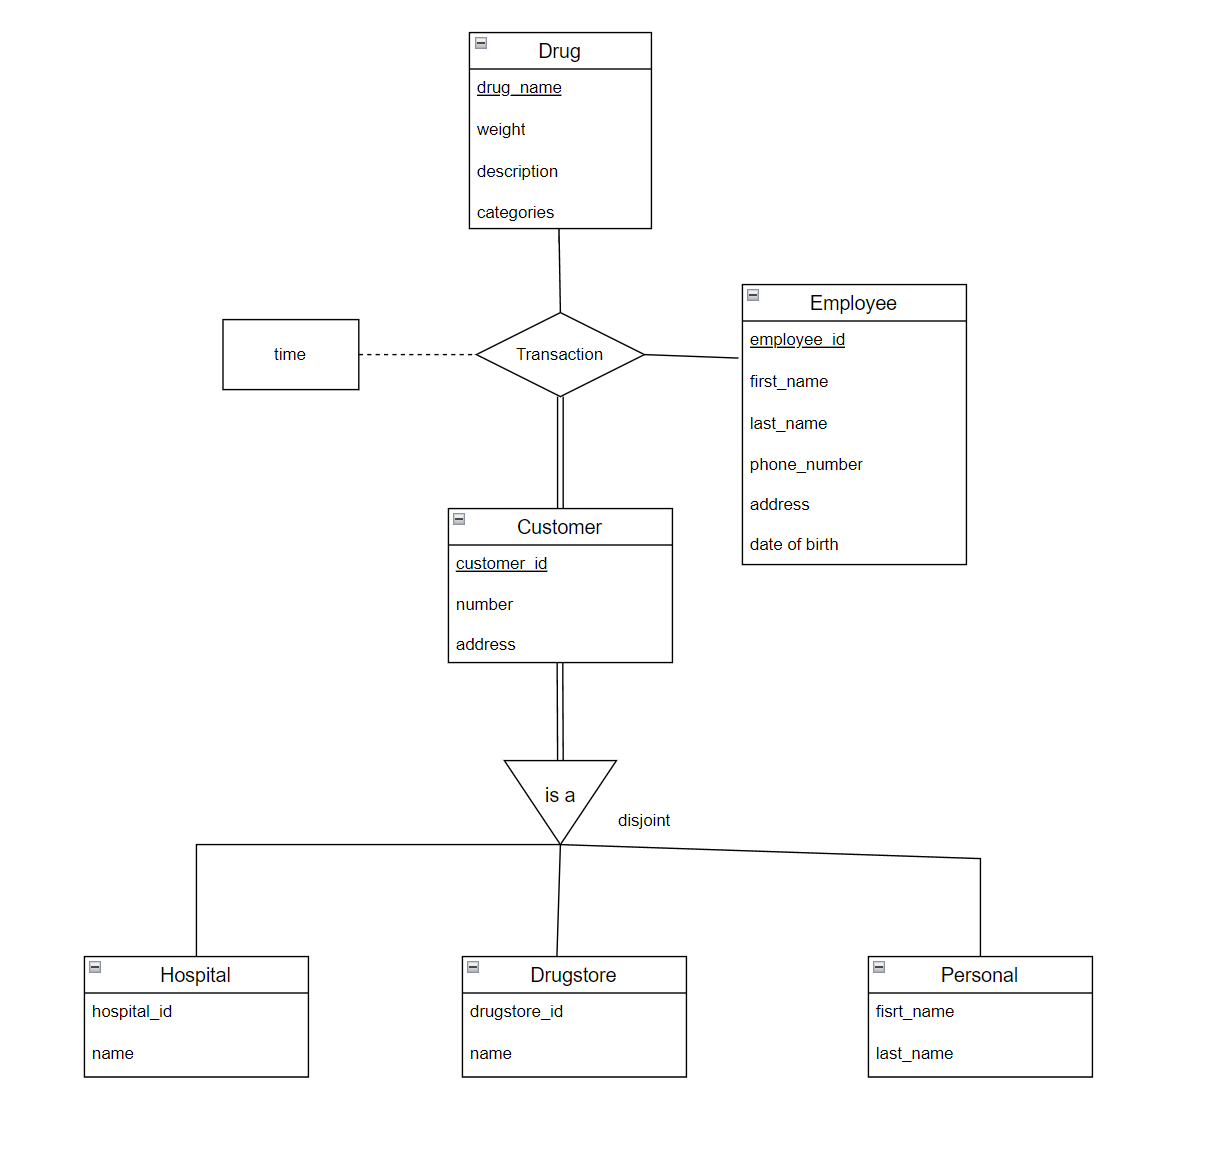 Drug
drug_name
weight
description
categories
time
Transaction
Employee
employee_id
first_name
last_name
phone_number
address
date of birth
Customer
customer_id
number
address
is a
disjoint
Hospital
hospital_id
name
Drugstore
drugstore_id
name
Personal
fisrt_name
last_name